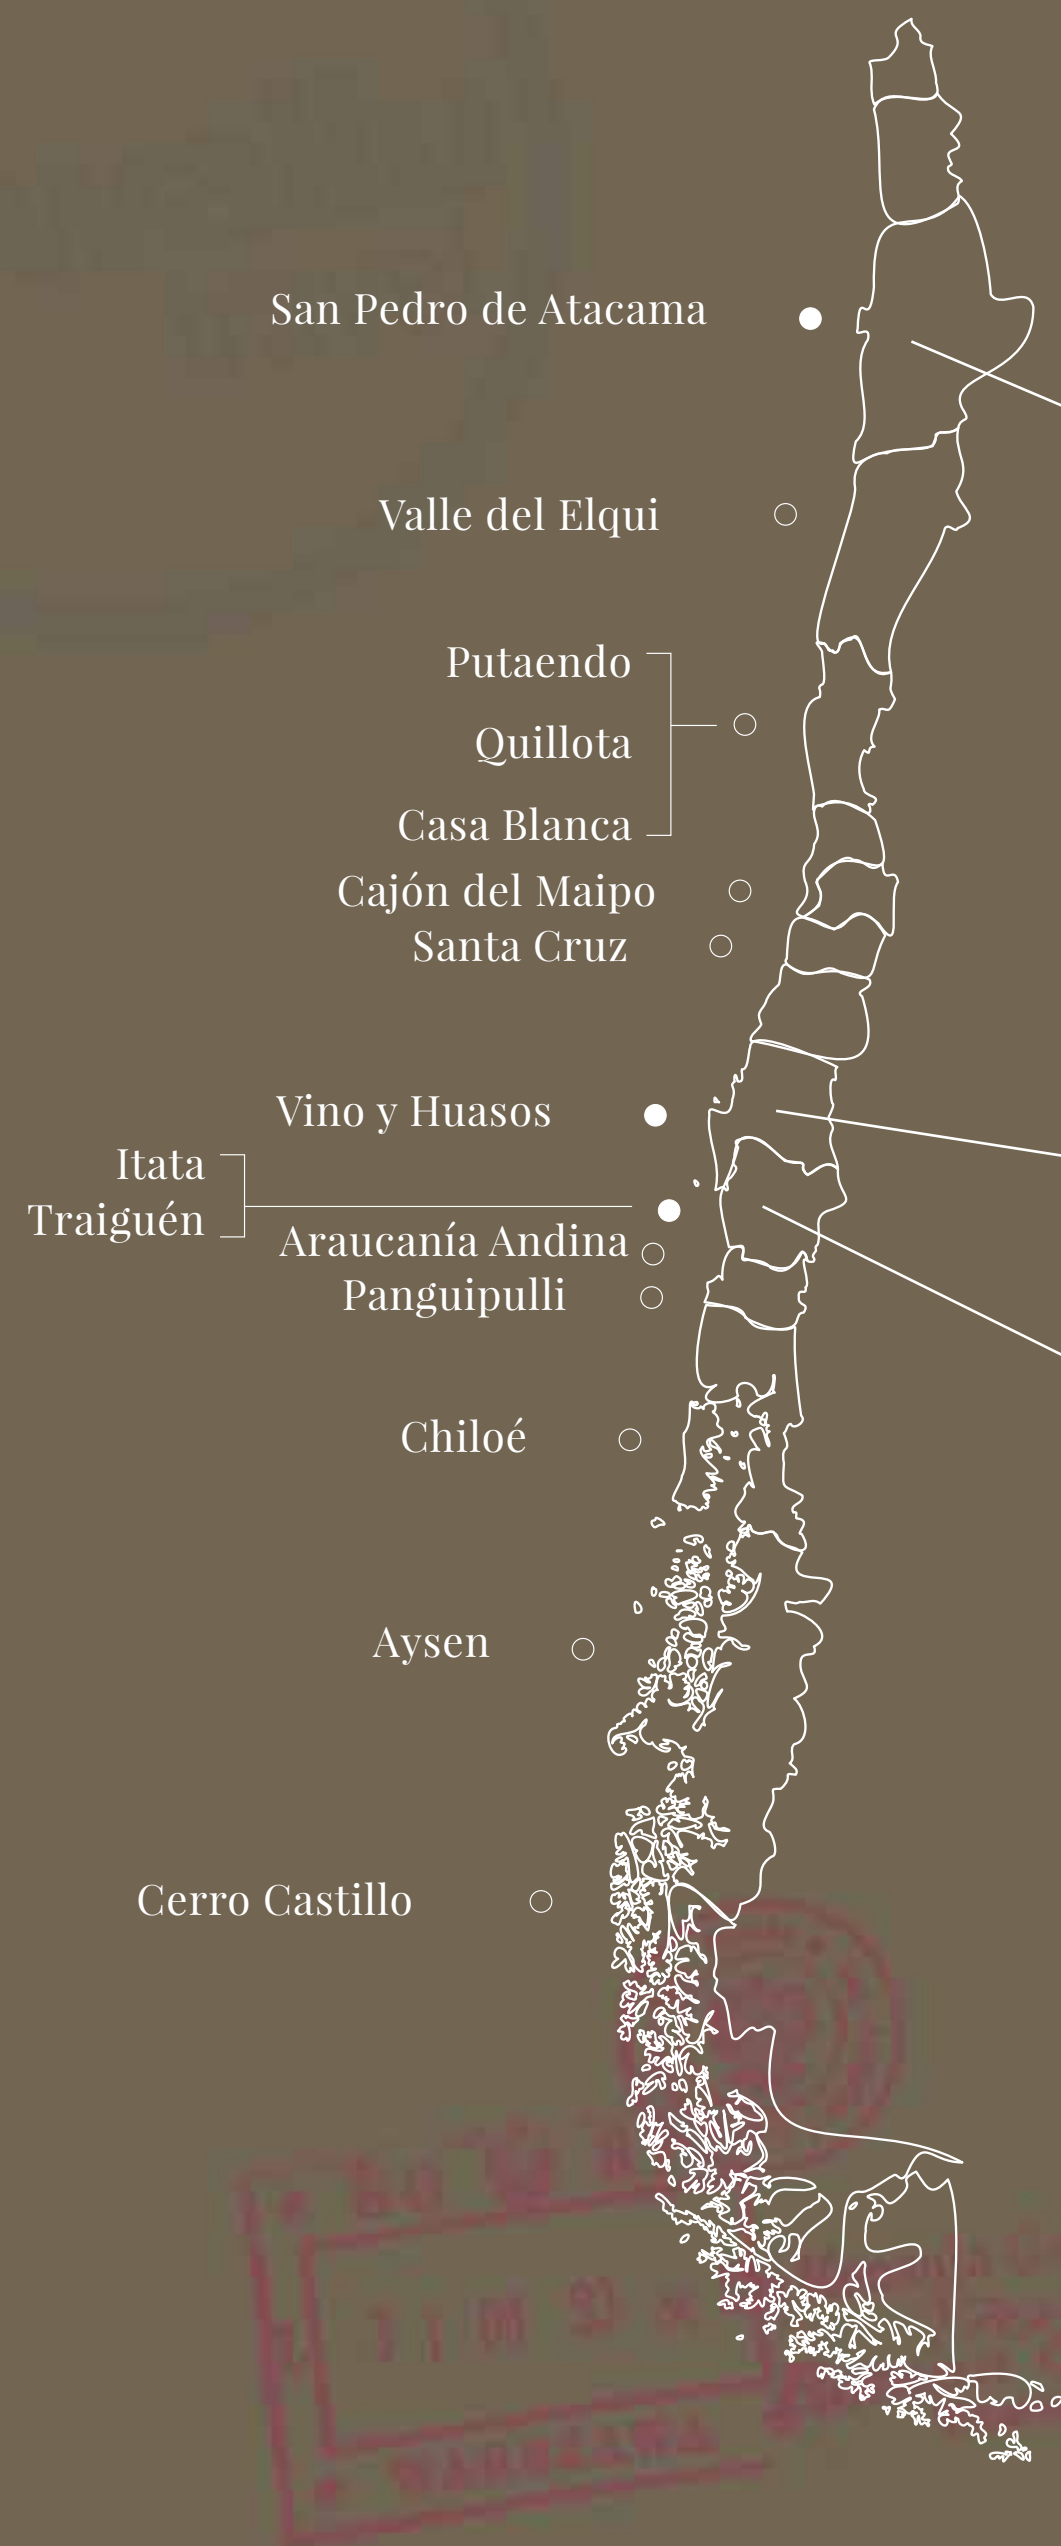 San Pedro de Atacama
Valle del Elqui
Putaendo
Quillota
Casa Blanca
Cajón del Maipo
Santa Cruz
Vino y Huasos
Itata
Traiguén
Araucanía Andina
Panguipulli
Chiloé
Aysen
Cerro Castillo